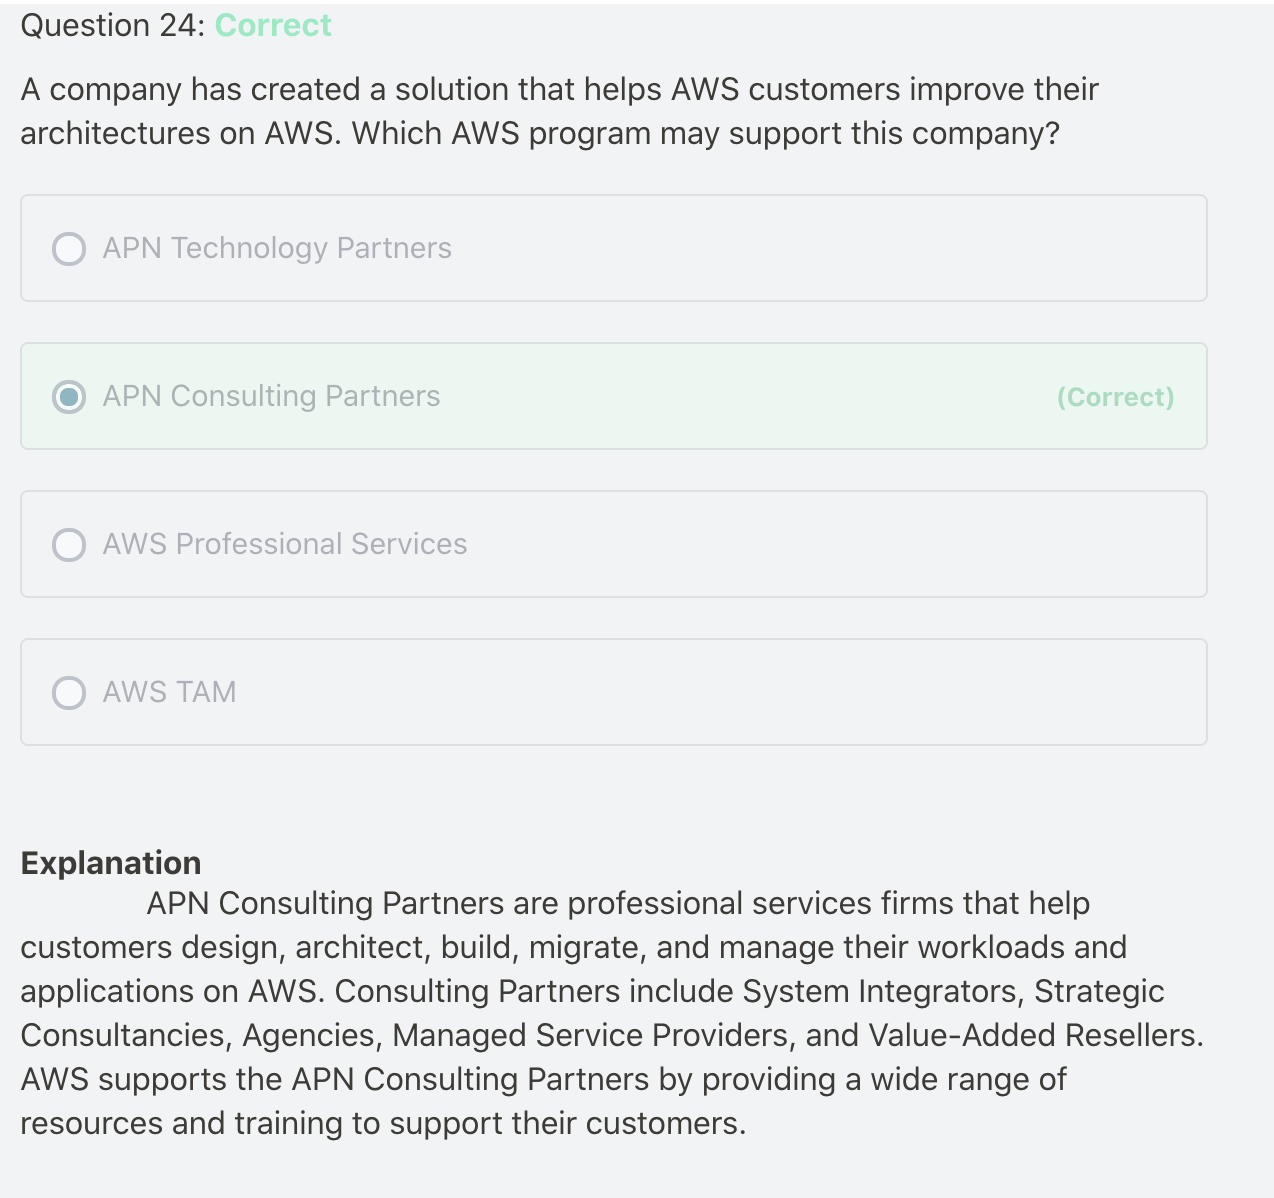 Question 24: Correct
A company has created a solution that helps AWS customers improve their
architectures on AWS. Which AWS program may support this company?
APN Technology Partners
APN Consulting Partners (Correct)
AWS Professional Services
AWS TAM
Explanation
APN Consulting Partners are professional services firms that help
customers design, architect, build, migrate, and manage their workloads and
applications on AWS. Consulting Partners include System Integrators, Strategic
Consultancies, Agencies, Managed Service Providers, and Value-Added Resellers.
AWS supports the APN Consulting Partners by providing a wide range of
resources and training to support their customers.